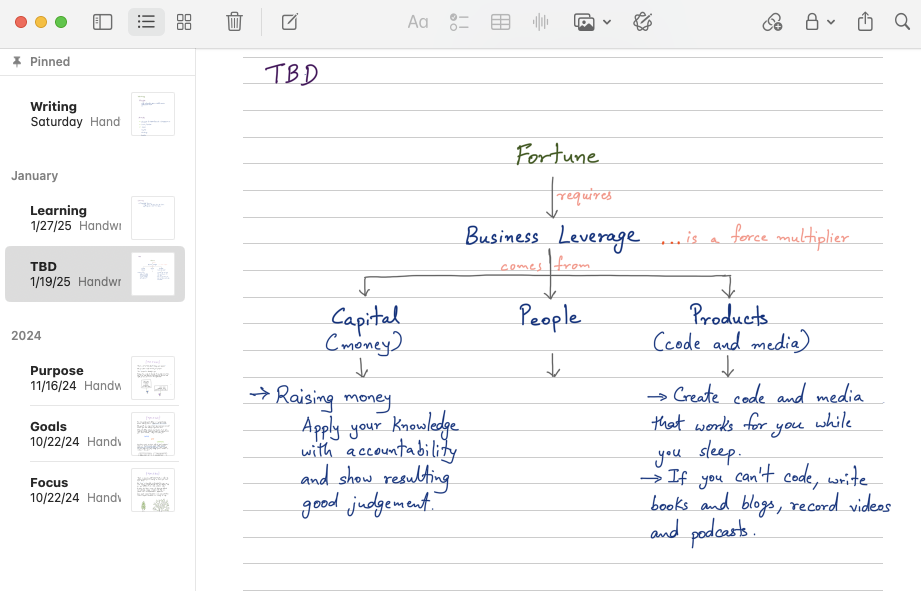 Aa
Pinned
Writing
Saturday Hand
January
Learning
1/27/25 Handwr
TBD
1/19/25 Handwr
2024
Purpose
11/16/24 Handw
Goals
10/22/24 Handv
Focus
10/22/24 Handv
TBD
Fortune
requires
Business Leverage ...is a force multiplier
comes from
Capital
(money)
People
Products
(code and media)
→ Raising money
Apply your knowledge
with accountability
and show resulting
good judgement.
→ Create code and media
that works for you while
you sleep.
→ If you can't code, write
books and blogs, record videos
and podcasts.